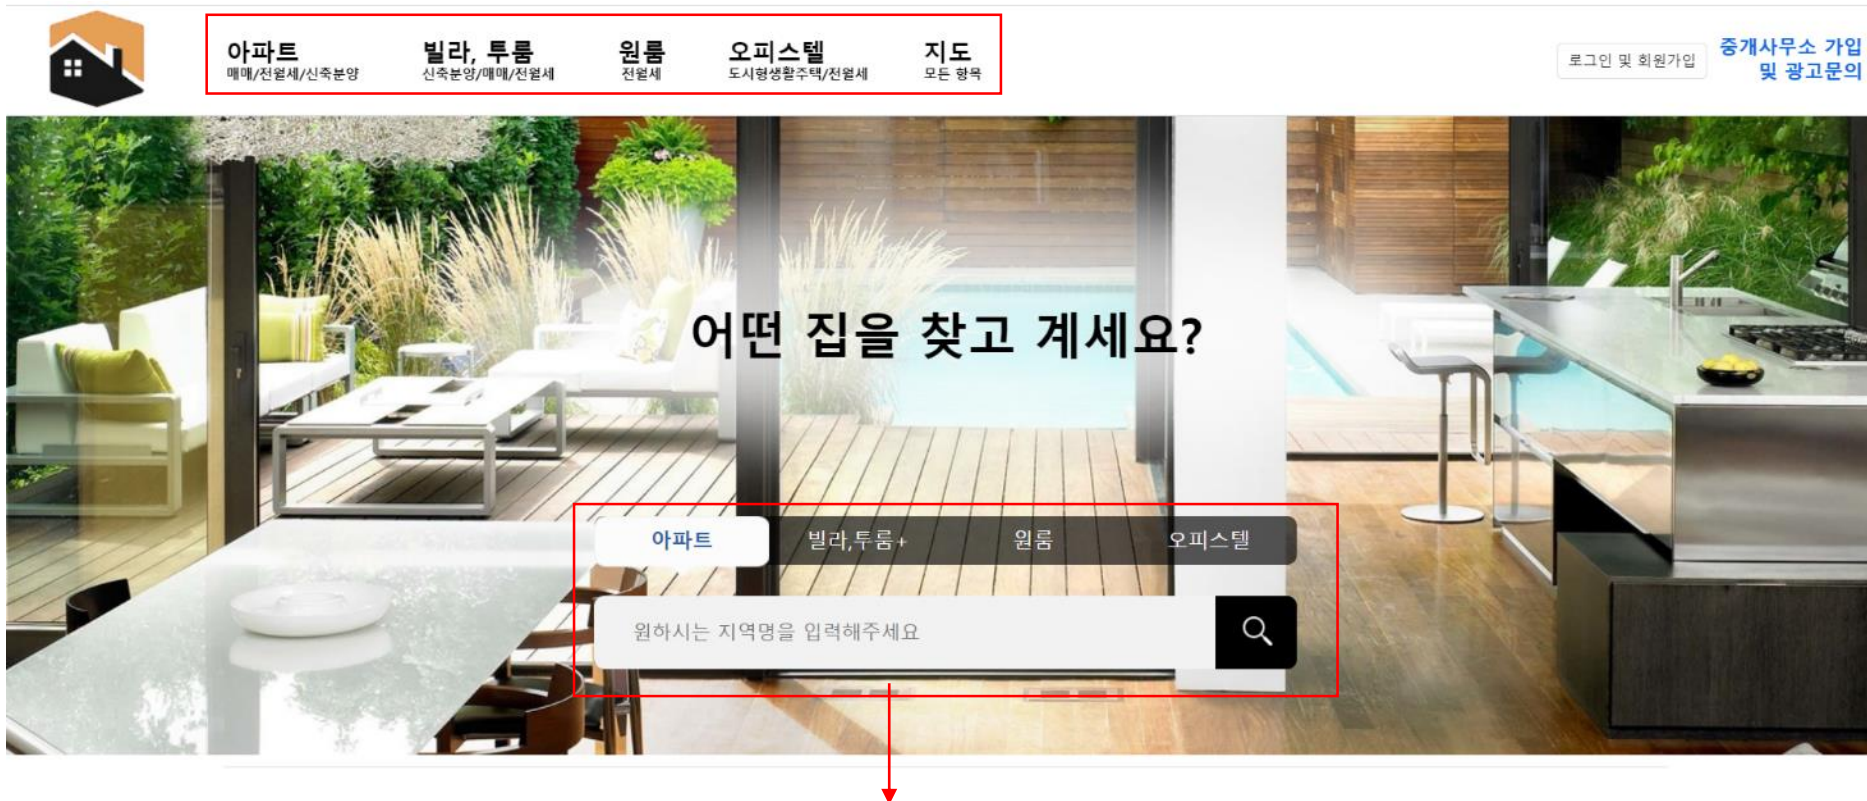 아파트 빌라, 투룸 원룸 오피스텔 지도
매매/전월세/신축분양 신축분양/매매/전월세 전월세 도시형생활주택/전월세 모든 항목
로그인 및 회원가입
중개사무소 가입
및 광고문의
어떤 집을 찾고 계세요?
아파트 빌라,투룸+ 원룸 오피스텔
원하시는 지역명을 입력해주세요